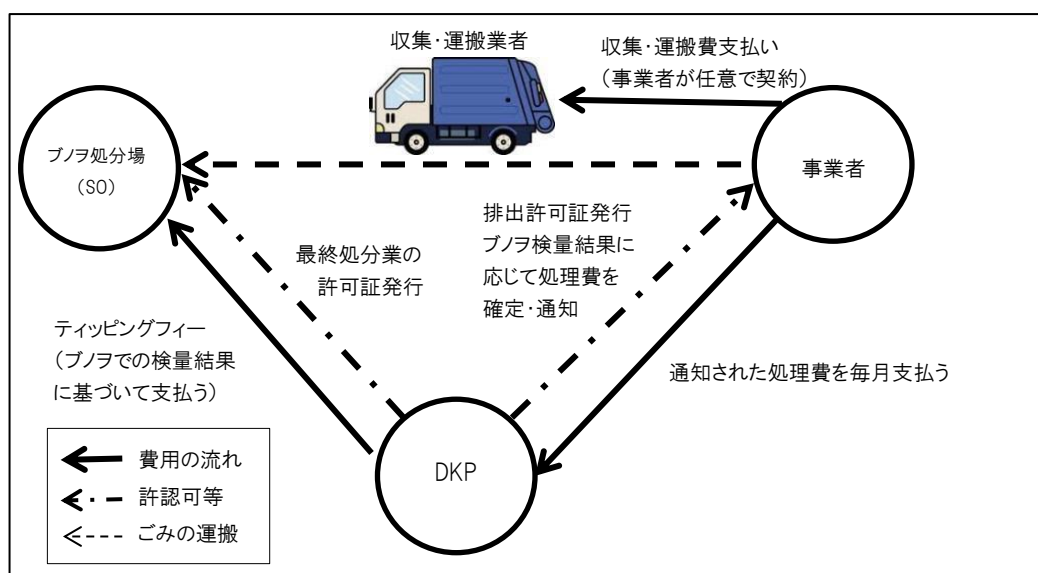 収集・運搬業者
収集・運搬費支払い
（事業者が任意で契約）
ブノヲ処分場
（SO）
事業者
排出許可証発行
ブノヲ検量結果に
応じて処理費を
確定・通知
最終処分業の
許可証発行
ティッピングフィー
（ブノヲでの検量結果
に基づいて支払う）
通知された処理費を毎月支払う
DKP
費用の流れ
許認可等
ごみの運搬